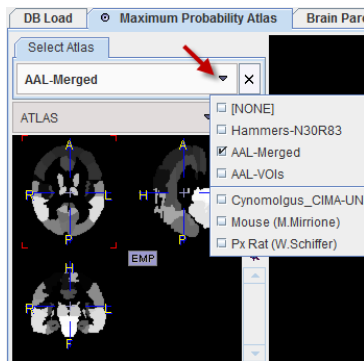 DB Load
Maximum Probability Atlas
Brain Par
Select Atlas
AAL-Merged
ATLAS
[NONE]
Hammers-N30R83
AAL-Merged
AAL-VOIs
Cynomolgus_CIMA-UN
Mouse (M.Mirrione)
Px Rat (W.Schiffer)
A
R
L
P
H
A
P
EMP
H
R
L
F